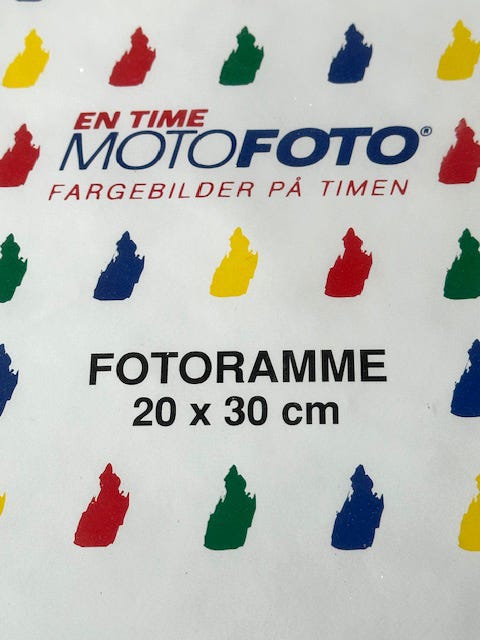 EN TIME
MOTOFOTO®
FARGEBILDER PÅ TIMEN
FOTORAMME
20 x 30 cm